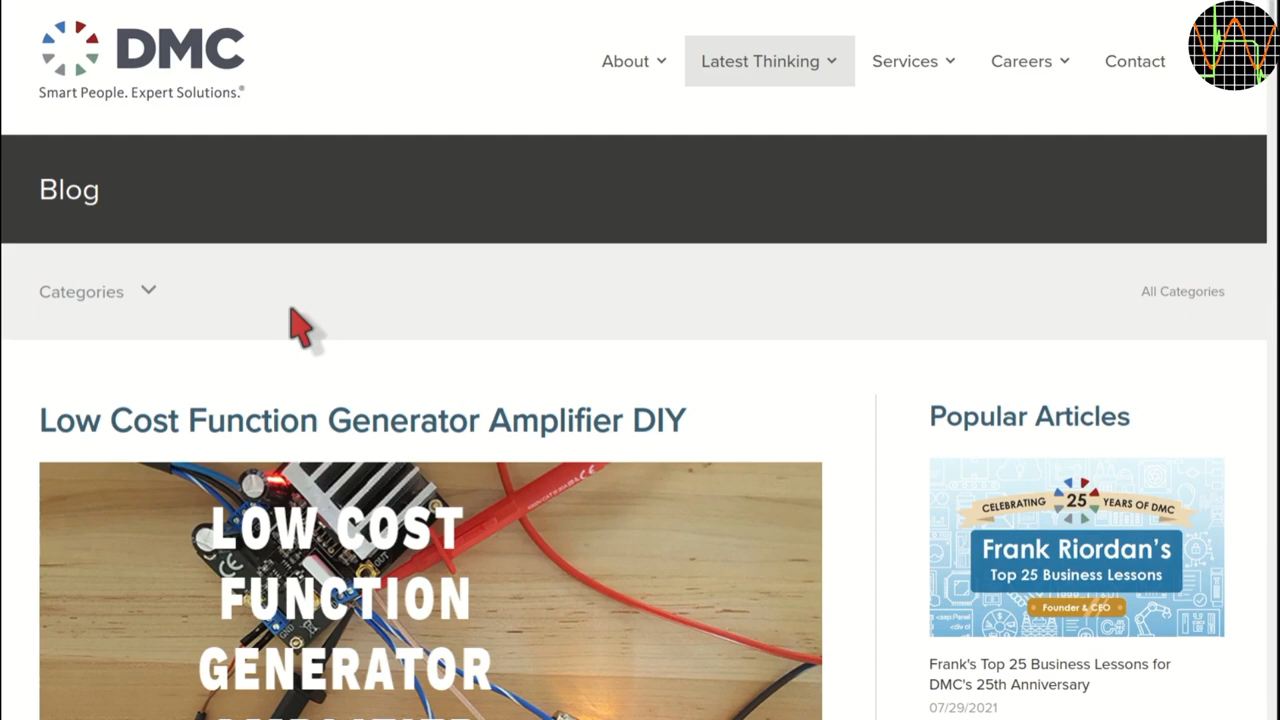 DMC
Smart People. Expert Solutions.®
About
Latest Thinking
Services
Careers
Contact
Blog
Categories
All Categories
Low Cost Function Generator Amplifier DIY
LOW COST
FUNCTION
GENERATOR
OUT
GND
Popular Articles
CELEBRATING 25 YEARS OF DMC
Frank Riordan's
Top 25 Business Lessons
Founder & CEO
Frank's Top 25 Business Lessons for
DMC's 25th Anniversary
07/29/2021